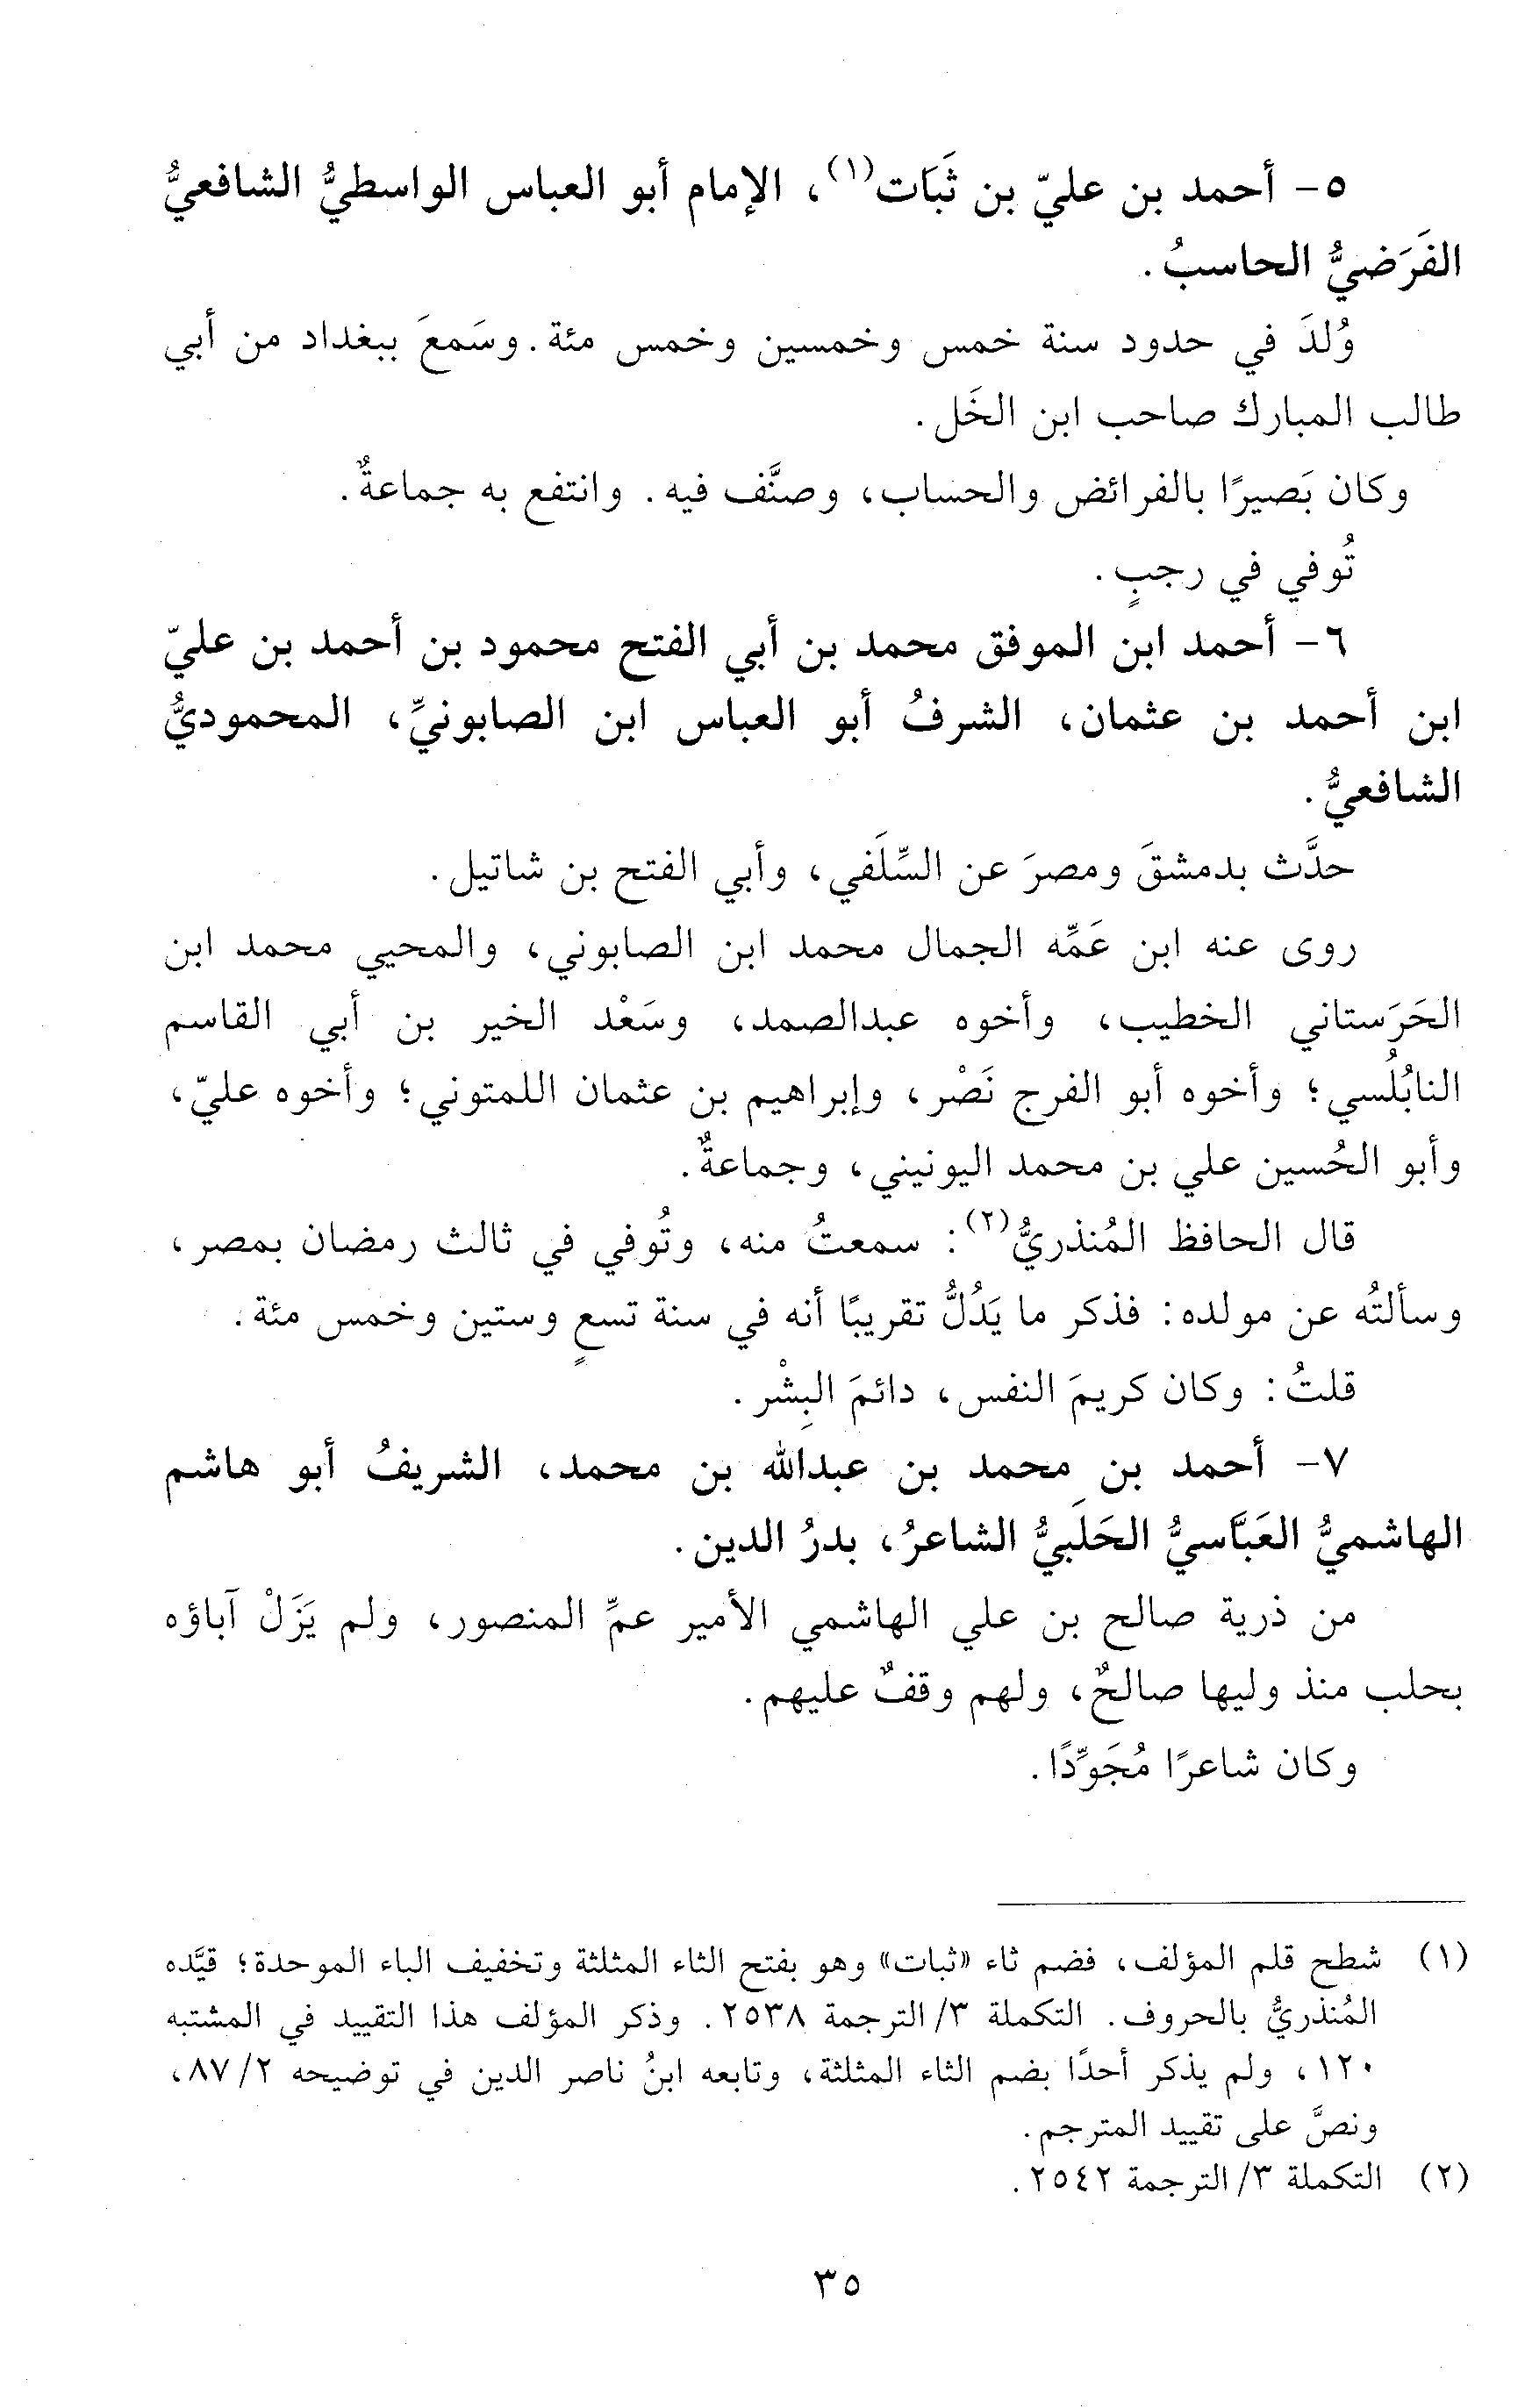 ٥- أحمد بن عليّ بن ثَبَات(١)، الإمام أبو العباس الواسطيُّ الشافعيُّ
الفَرَضيُّ الحاسبُ.
وُلدَ في حدود سنة خمس وخمسين وخمس مئة. وسَمعَ ببغداد من أبي
طالب المبارك صاحب ابن الخَل.
وكان بَصيرًا بالفرائض والحساب، وصنَّف فيه. وانتفع به جماعةٌ.
تُوفي في رجبٍ.
٦- أحمد ابن الموفق محمد بن أبي الفتح محمود بن أحمد بن عليّ
ابن أحمد بن عثمان، الشرفُ أبو العباس ابن الصابونيِّ، المحموديُّ
الشافعيُّ.
حدَّث بدمشقَ ومصرَ عن السِّلَفي، وأبي الفتح بن شاتيل.
روى عنه ابن عَمِّه الجمال محمد ابن الصابوني، والمحيي محمد ابن
الحَرَستاني الخطيب، وأخوه عبدالصمد، وسَعْد الخير بن أبي القاسم
النابُلُسي؛ وأخوه أبو الفرج نَصْر، وإبراهيم بن عثمان اللمتوني؛ وأخوه عليّ،
وأبو الحُسين علي بن محمد اليونيني، وجماعةٌ.
قال الحافظ المُنذريُّ(٢): سمعتُ منه، وتُوفي في ثالث رمضان بمصر،
وسألتُه عن مولده: فذكر ما يَدُلُّ تقريبًا أنه في سنة تسعٍ وستين وخمس مئة.
قلتُ: وكان كريمَ النفس، دائمَ البِشْر.
٧- أحمد بن محمد بن عبدالله بن محمد، الشريفُ أبو هاشم
الهاشميُّ العَبَّاسيُّ الحَلَبيُّ الشاعرُ، بدرُ الدين.
من ذرية صالح بن علي الهاشمي الأمير عمِّ المنصور، ولم يَزَلْ آباؤه
بحلب منذ وليها صالحٌ، ولهم وقفٌ عليهم.
وكان شاعرًا مُجَوِّدًا.
(١) شطح قلم المؤلف، فضم ثاء «ثبات» وهو بفتح الثاء المثلثة وتخفيف الباء الموحدة؛ قيَّده
المُنذريُّ بالحروف. التكملة ٣/ الترجمة ٢٥٣٨. وذكر المؤلف هذا التقييد في المشتبه
١٢٠، ولم يذكر أحدًا بضم الثاء المثلثة، وتابعه ابنُ ناصر الدين في توضيحه ٢/ ٨٧،
ونصَّ على تقييد المترجم.
(٢) التكملة ٣/ الترجمة ٢٥٤٢.
٣٥